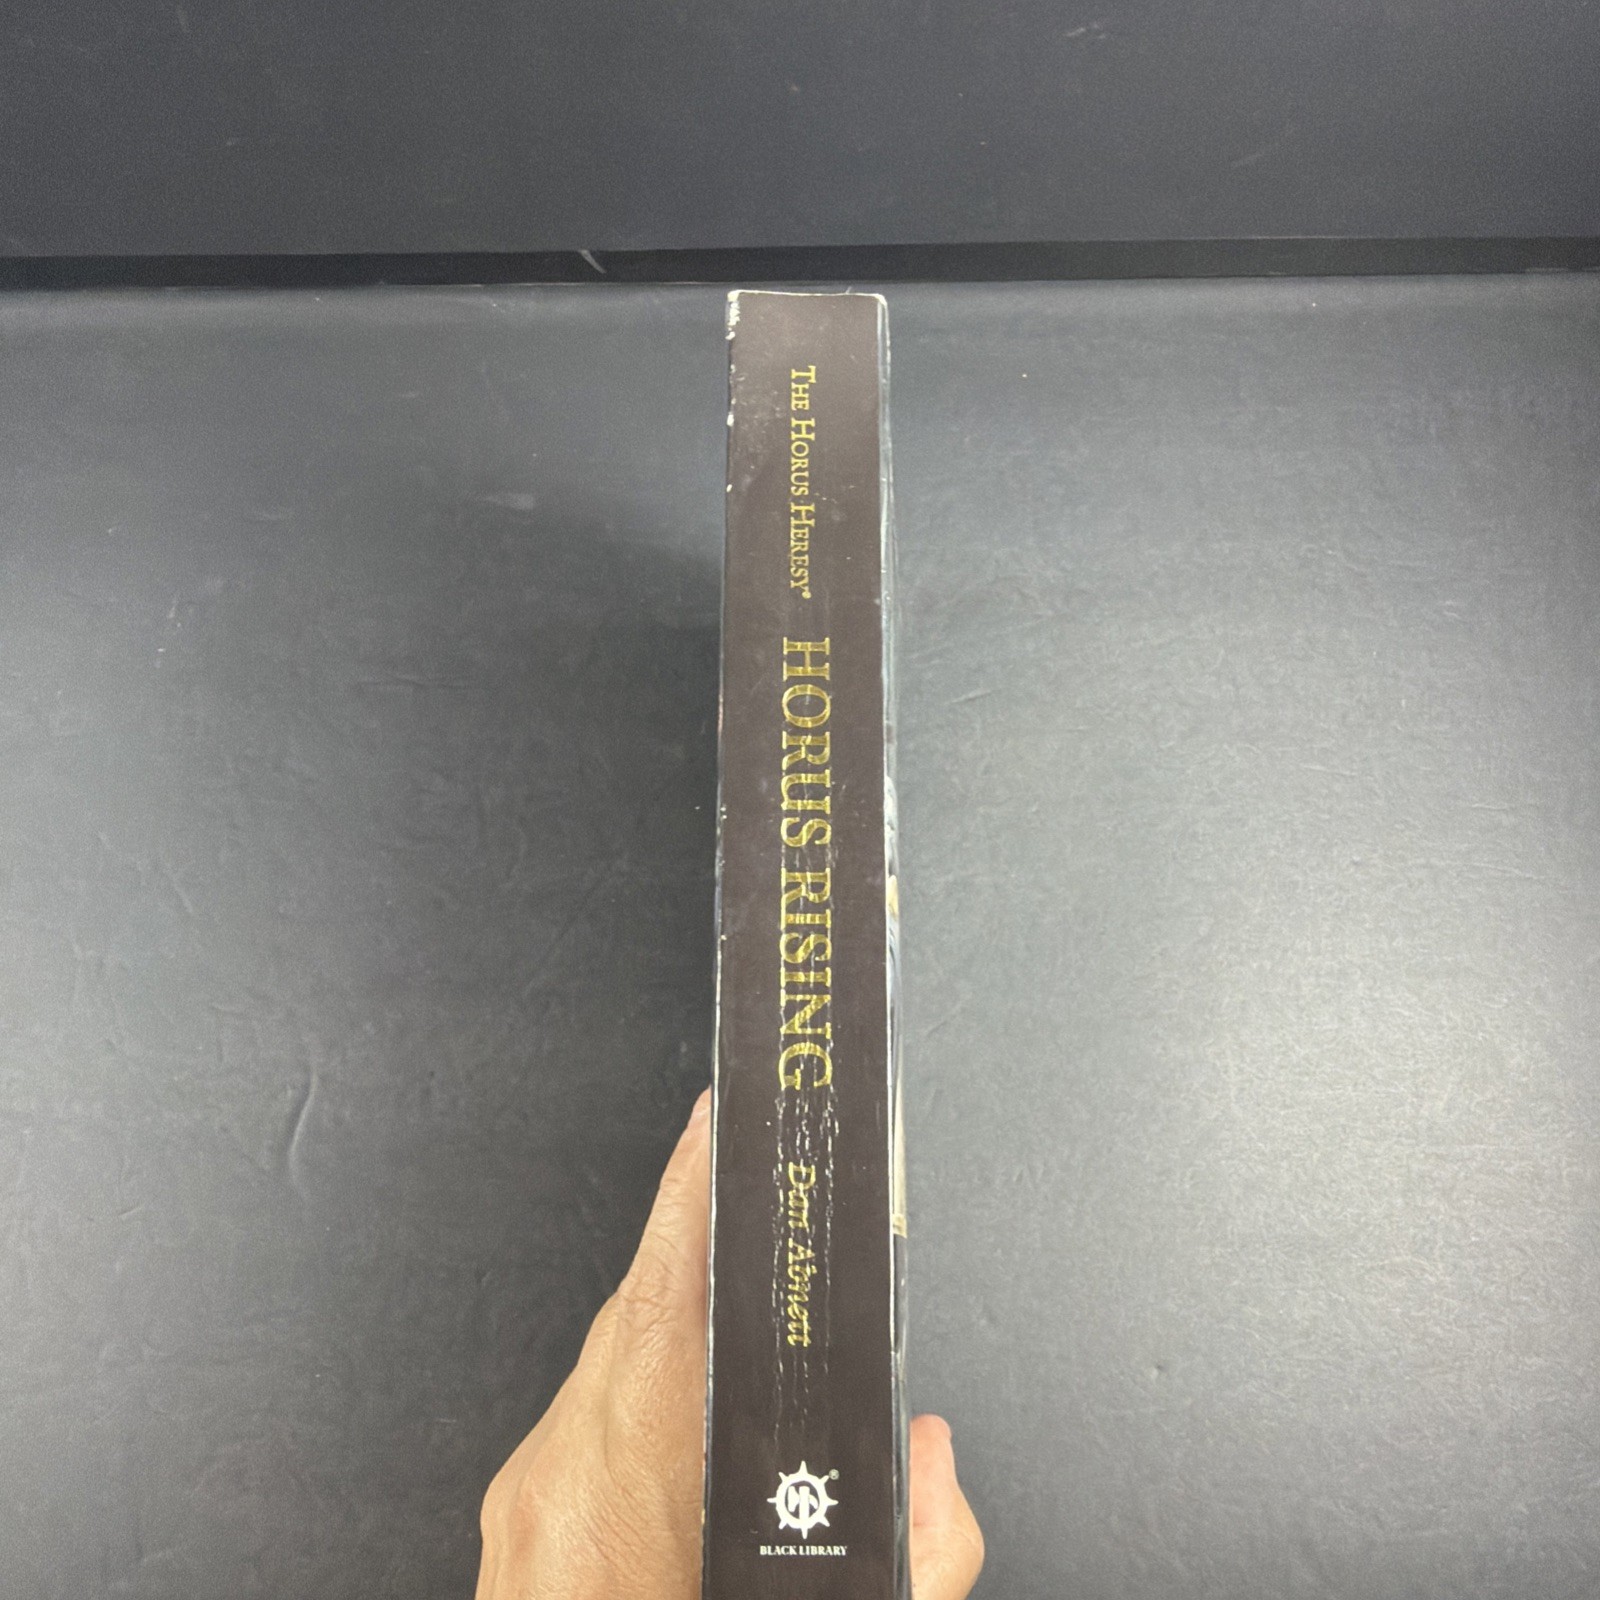 THE HORUS HERESY®
HORUS RISING
Dan Abnett
®
BLACK LIBRARY